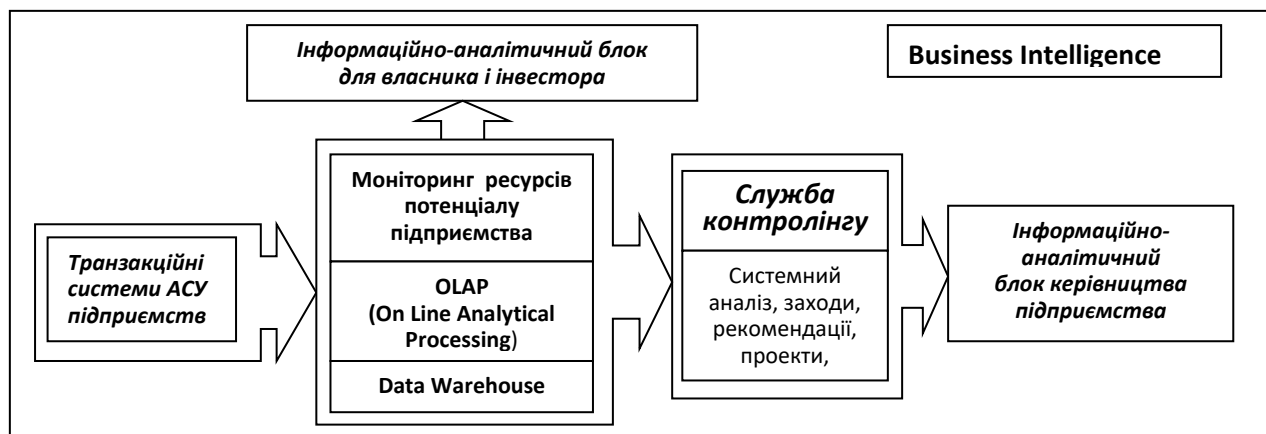 Інформаційно-аналітичний блок
для власника і інвестора
Business Intelligence
Транзакційні
системи АСУ
підприємств
Моніторинг ресурсів
потенціалу
підприємства
OLAP
(On Line Analytical
Processing)
Data Warehouse
Служба
контролінгу
Системний
аналіз, заходи,
рекомендації,
проекти,
Інформаційно-
аналітичний
блок керівництва
підприємства